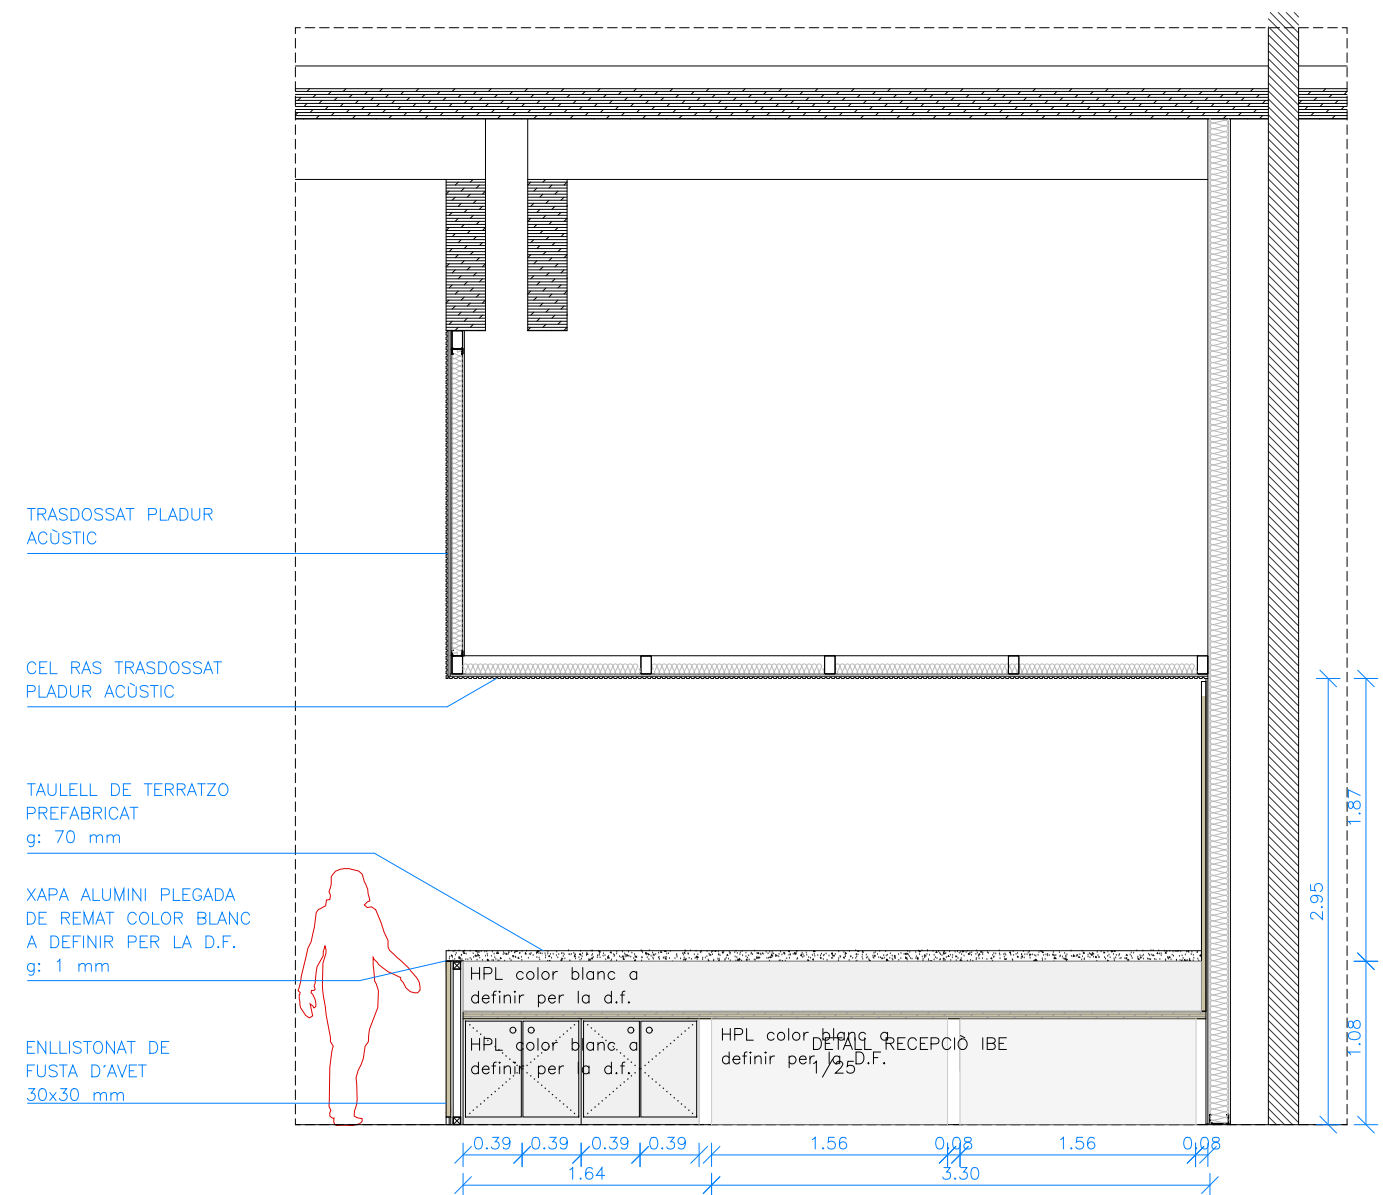 TRASDOSSAT PLADUR
ACÙSTIC
CEL RAS TRASDOSSAT
PLADUR ACÙSTIC
TAULELL DE TERRATZO
PREFABRICAT
g: 70 mm
XAPA ALUMINI PLEGADA
DE REMAT COLOR BLANC
A DEFINIR PER LA D.F.
g: 1 mm
ENLLISTONAT DE
FUSTA D'AVET
30x30 mm
HPL color blanc a
definir per la d.f.
HPL color blanc a
definir per la d.f.
HPL color blanc a
definir per la D.F.
DETALL RECEPCIÒ IBE
1/25
1.87
2.95
1.08
0.39 0.39 0.39 0.39 1.56 0.08 1.56 0.08
1.64 3.30